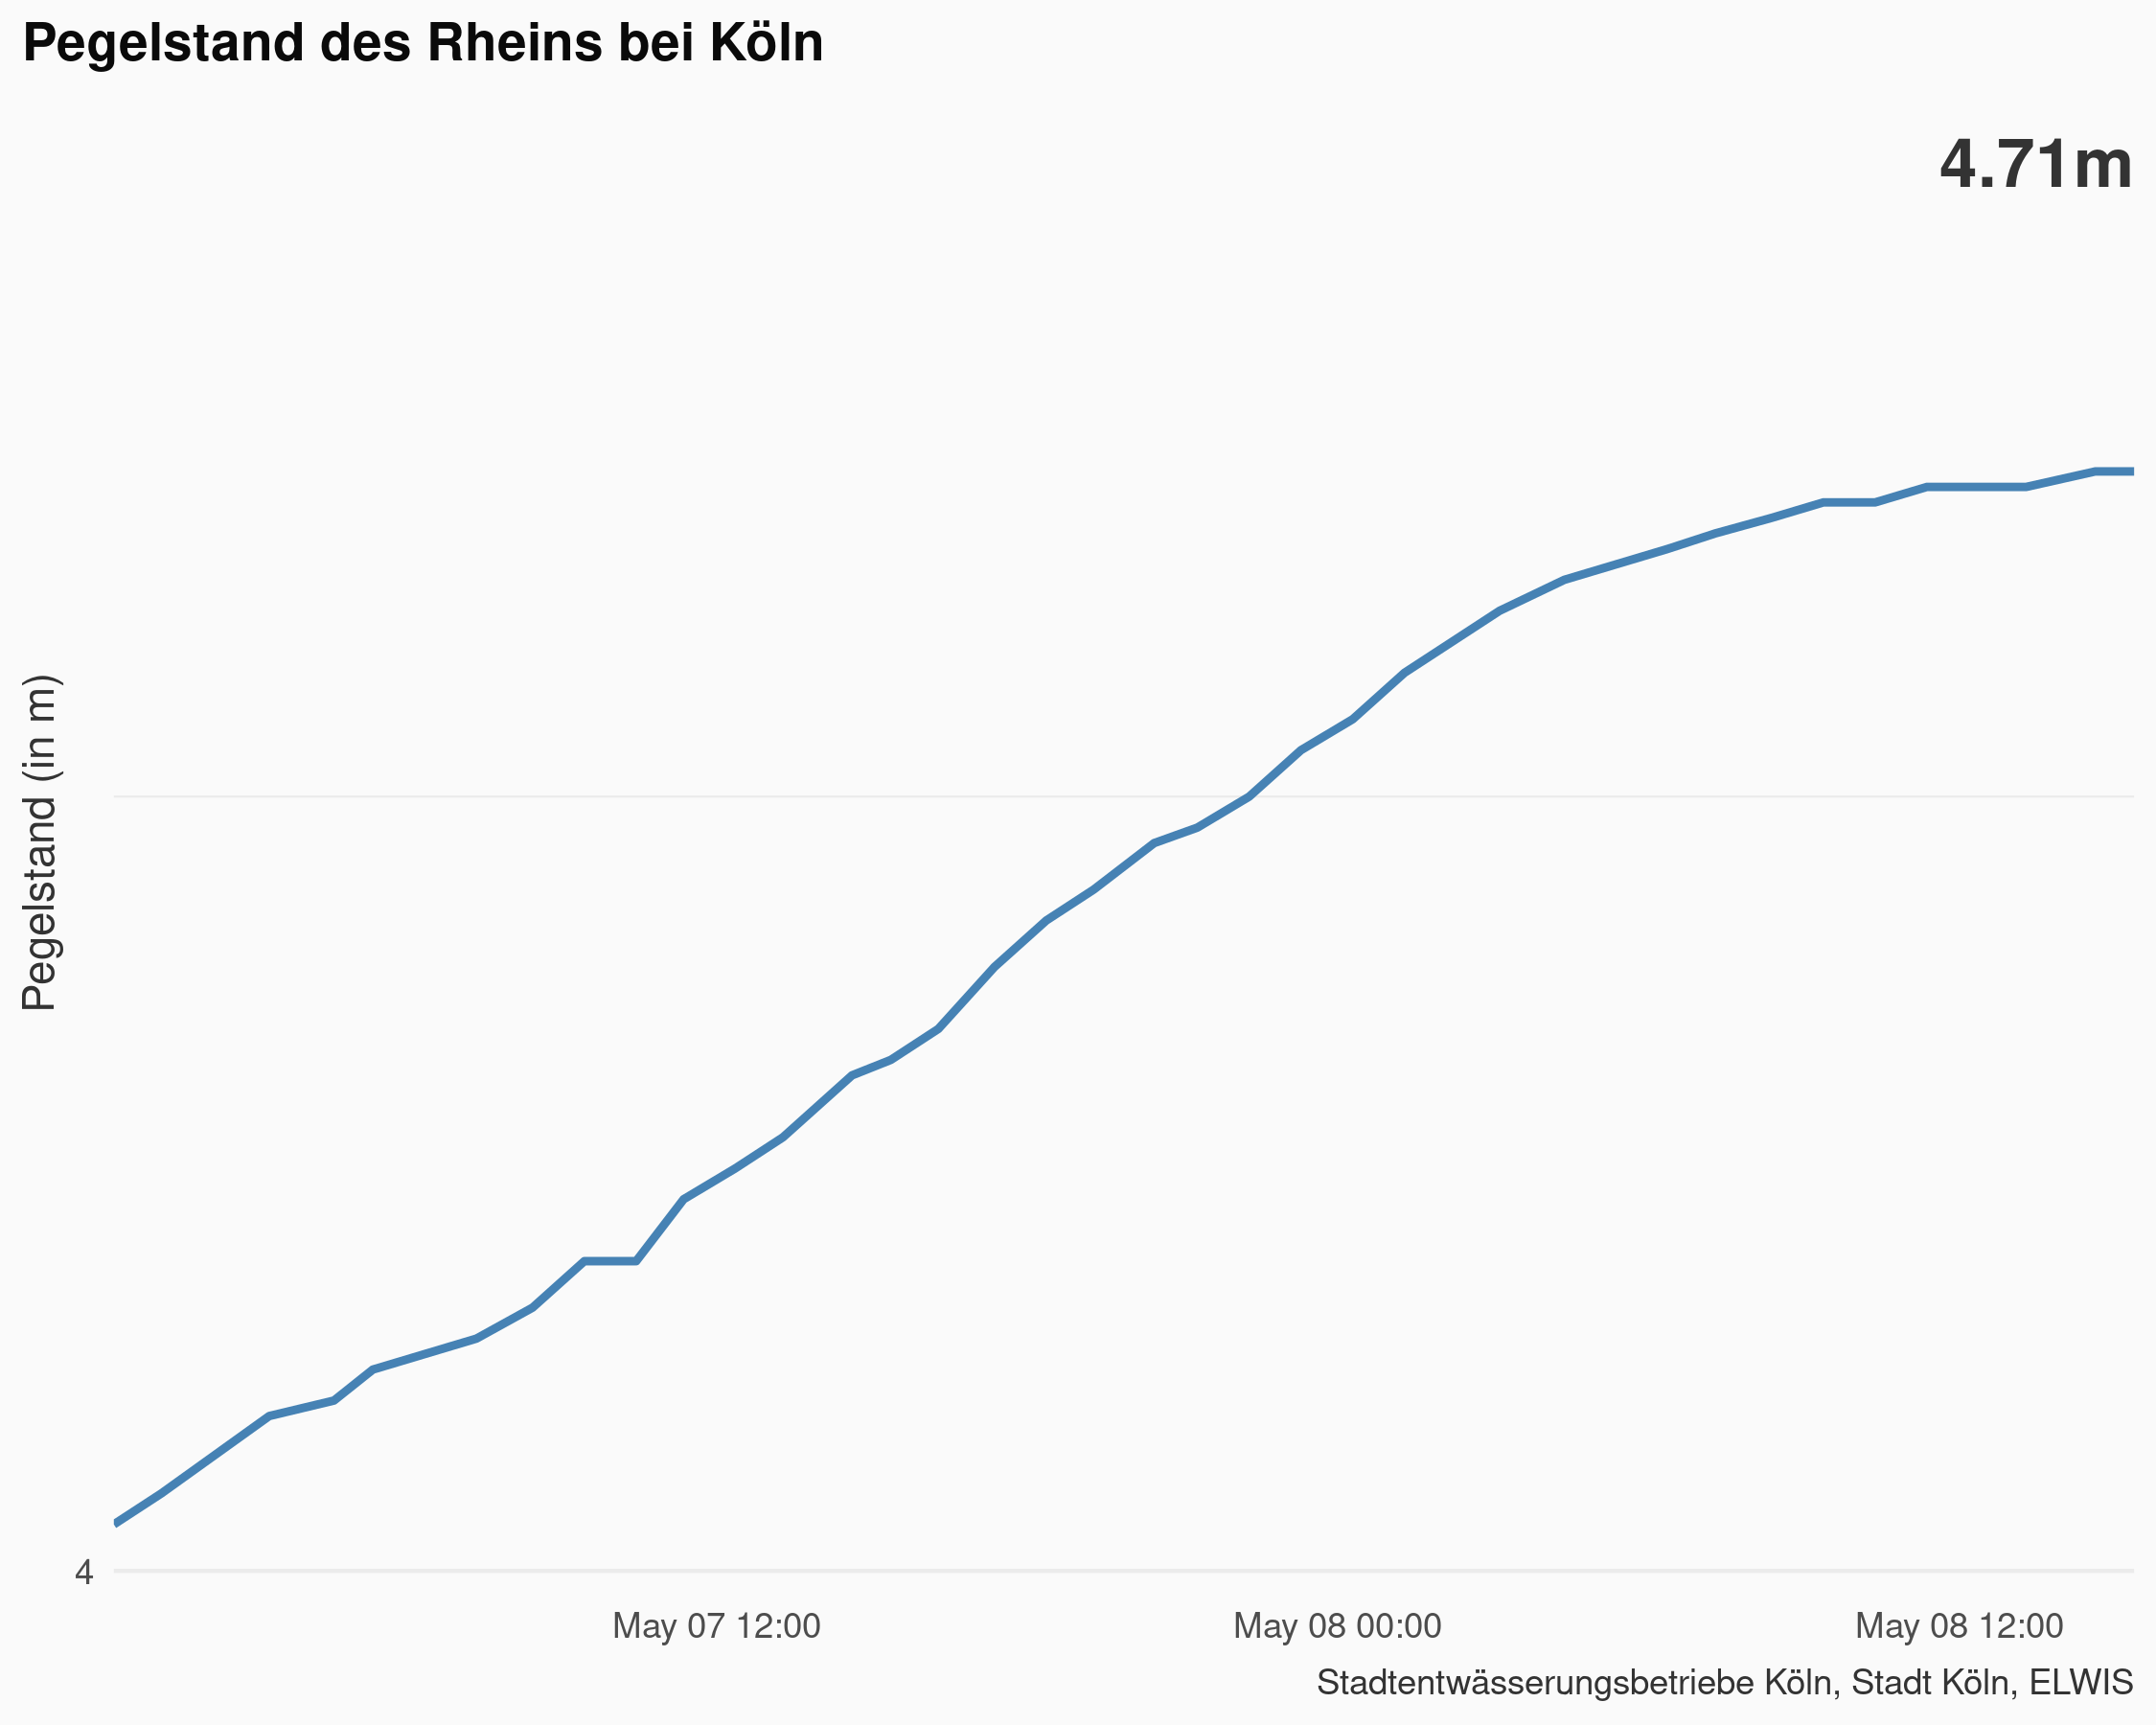 Pegelstand des Rheins bei Köln
4.71m
Pegelstand (in m)
4
May 07 12:00
May 08 00:00
May 08 12:00
Stadtentwässerungsbetriebe Köln, Stadt Köln, ELWIS